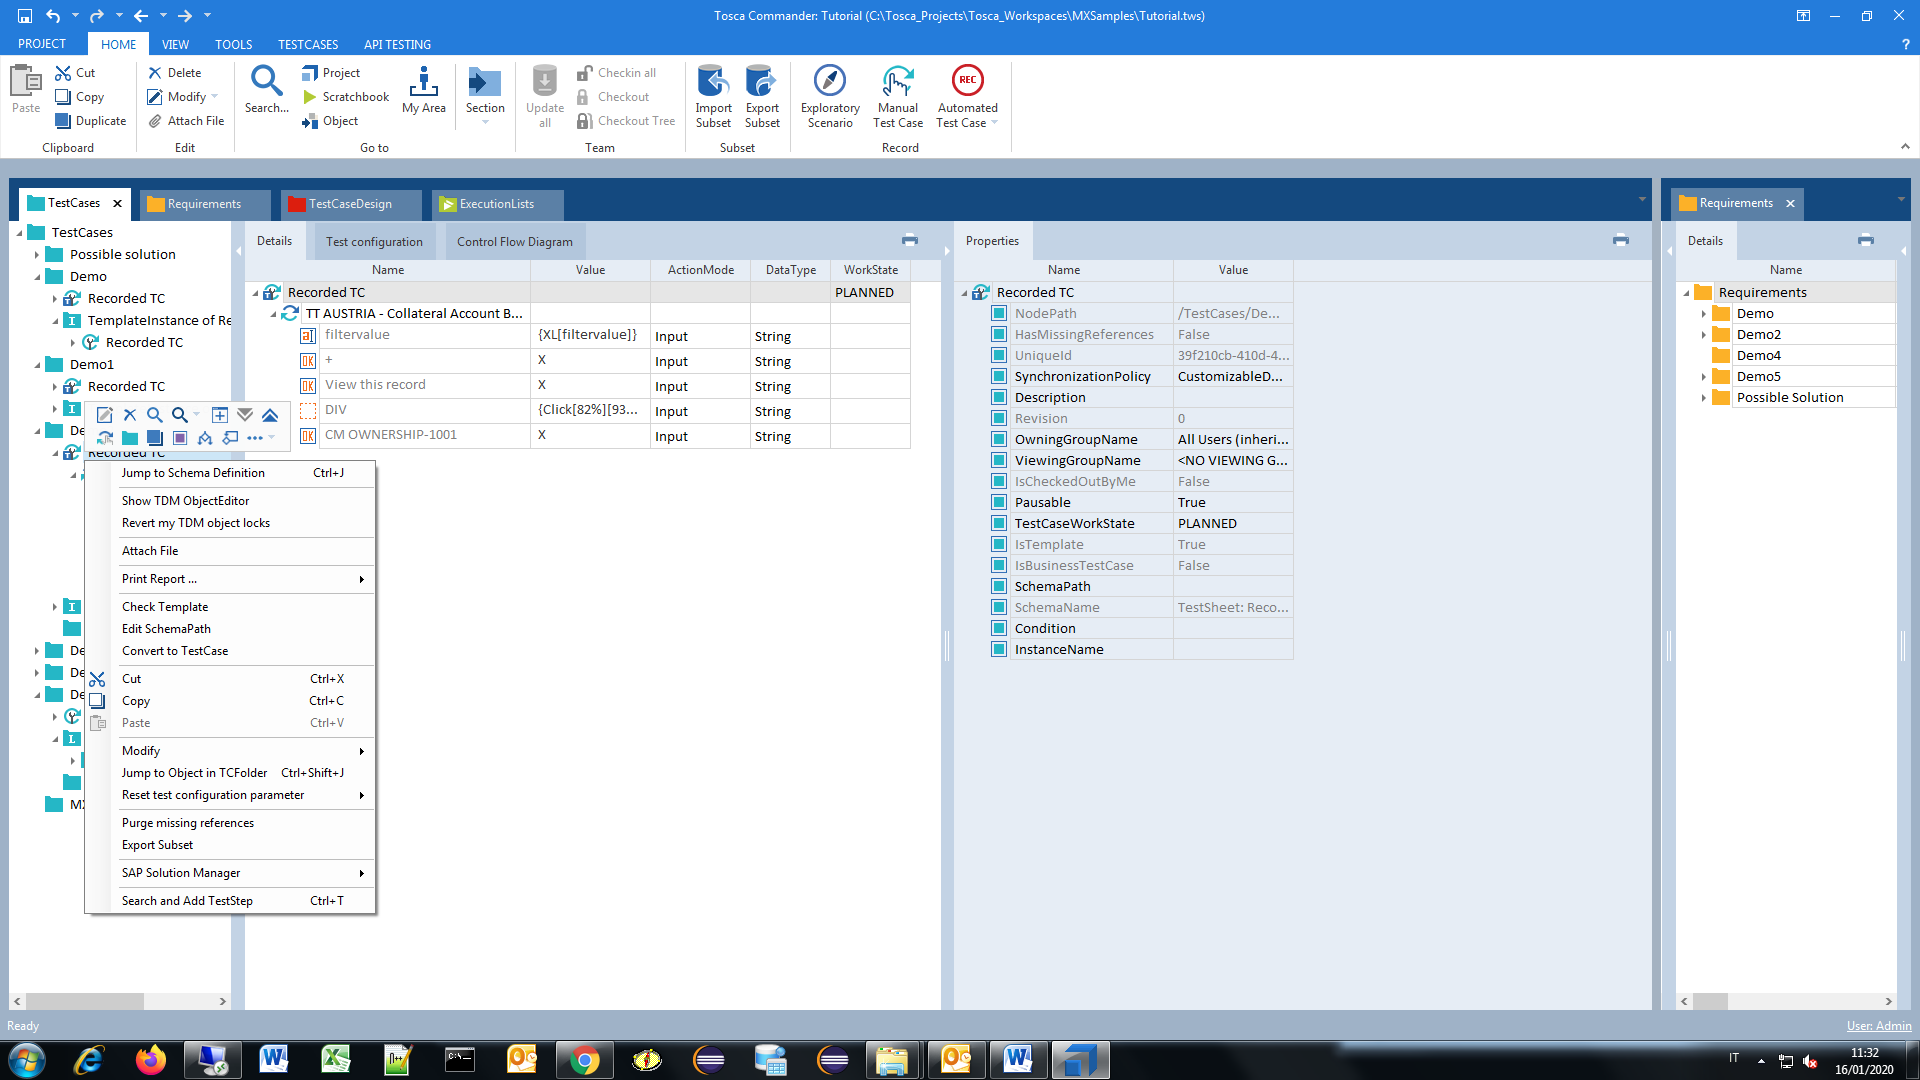 Tosca Commander: Tutorial (C:\Tosca_Projects\Tosca_Workspaces\MXSamples\Tutorial.tws)
PROJECT HOME VIEW TOOLS TESTCASES API TESTING ?
Paste
Cut
Copy
Duplicate
Clipboard
Delete
Modify
Attach File
Edit
Search...
Project
Scratchbook
Object
My Area
Section
Go to
Update all
Checkin all
Checkout
Checkout Tree
Team
Import Subset
Export Subset
Subset
Exploratory Scenario
Manual Test Case
REC
Automated Test Case
Record
TestCases Requirements TestCaseDesign ExecutionLists
TestCases
Possible solution
Demo
Recorded TC
TemplateInstance of Re
Recorded TC
Demo1
Recorded TC
De
Recorded TC
De
De
De
MX
Jump to Schema Definition Ctrl+J
Show TDM ObjectEditor
Revert my TDM object locks
Attach File
Print Report ...
Check Template
Edit SchemaPath
Convert to TestCase
Cut Ctrl+X
Copy Ctrl+C
Paste Ctrl+V
Modify
Jump to Object in TCFolder Ctrl+Shift+J
Reset test configuration parameter
Purge missing references
Export Subset
SAP Solution Manager
Search and Add TestStep Ctrl+T
Details Test configuration Control Flow Diagram
Name Value ActionMode DataType WorkState
Recorded TC PLANNED
TT AUSTRIA - Collateral Account B...
filtervalue {XL[filtervalue]} Input String
+ X Input String
View this record X Input String
DIV {Click[82%][93... Input String
CM OWNERSHIP-1001 X Input String
Properties
Name Value
Recorded TC
NodePath /TestCases/De...
HasMissingReferences False
UniqueId 39f210cb-410d-4...
SynchronizationPolicy CustomizableD...
Description
Revision 0
OwningGroupName All Users (inheri...
ViewingGroupName <NO VIEWING G...
IsCheckedOutByMe False
Pausable True
TestCaseWorkState PLANNED
IsTemplate True
IsBusinessTestCase False
SchemaPath
SchemaName TestSheet: Reco...
Condition
InstanceName
Requirements
Details
Name
Requirements
Demo
Demo2
Demo4
Demo5
Possible Solution
Ready
User: Admin
IT
11:32
16/01/2020